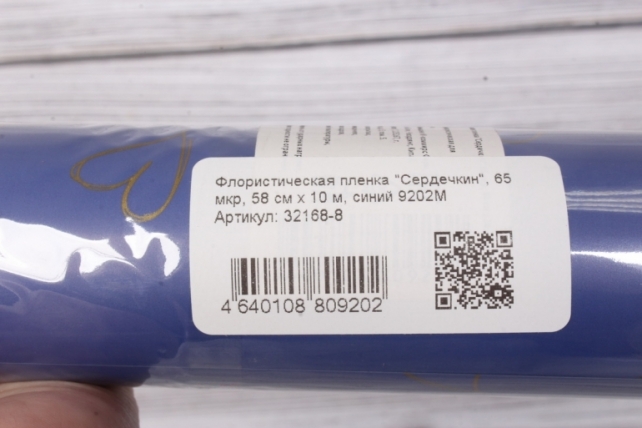 Флористическая пленка "Сердечкин", 65
мкр, 58 см х 10 м, синий 9202М
Артикул: 32168-8
4 640108 809202